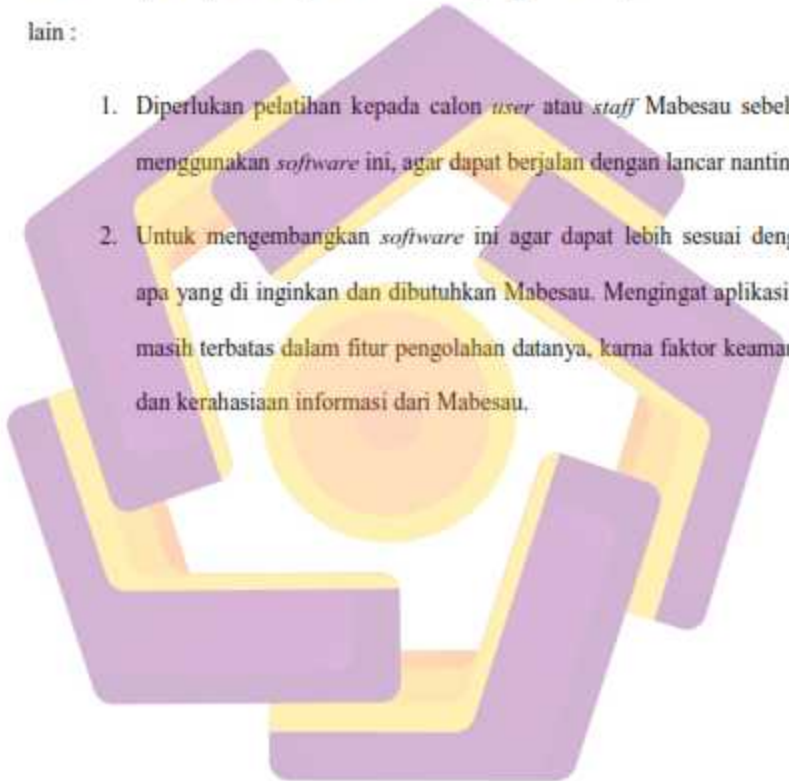 lain :
1. Diperlukan pelatihan kepada calon user atau staff Mabesau sebel
menggunakan software ini, agar dapat berjalan dengan lancar nantin
2. Untuk mengembangkan software ini agar dapat lebih sesuai deng
apa yang di inginkan dan dibutuhkan Mabesau. Mengingat aplikasi
masih terbatas dalam fitur pengolahan datanya, karna faktor keamar
dan kerahasiaan informasi dari Mabesau.